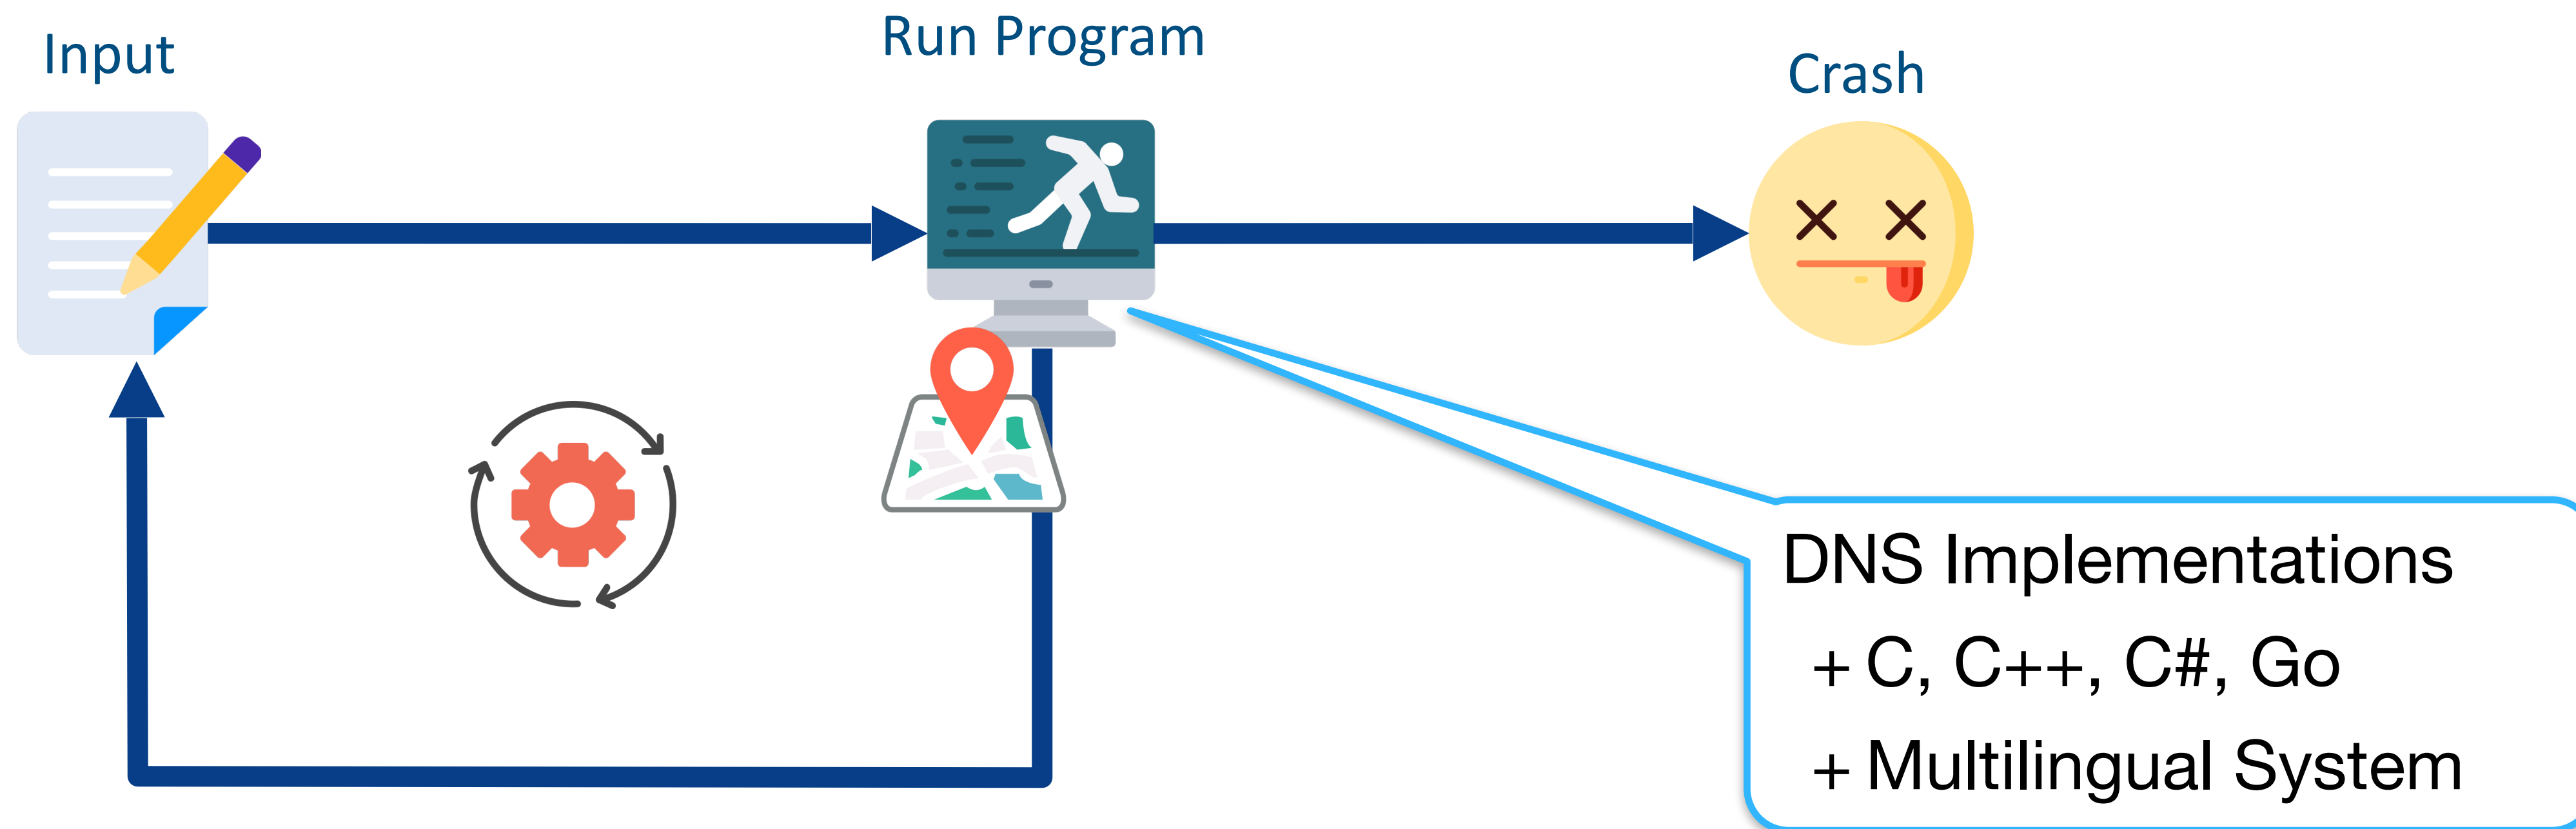 Input
Run Program
Crash
DNS Implementations
+ C, C++, C#, Go
+ Multilingual System